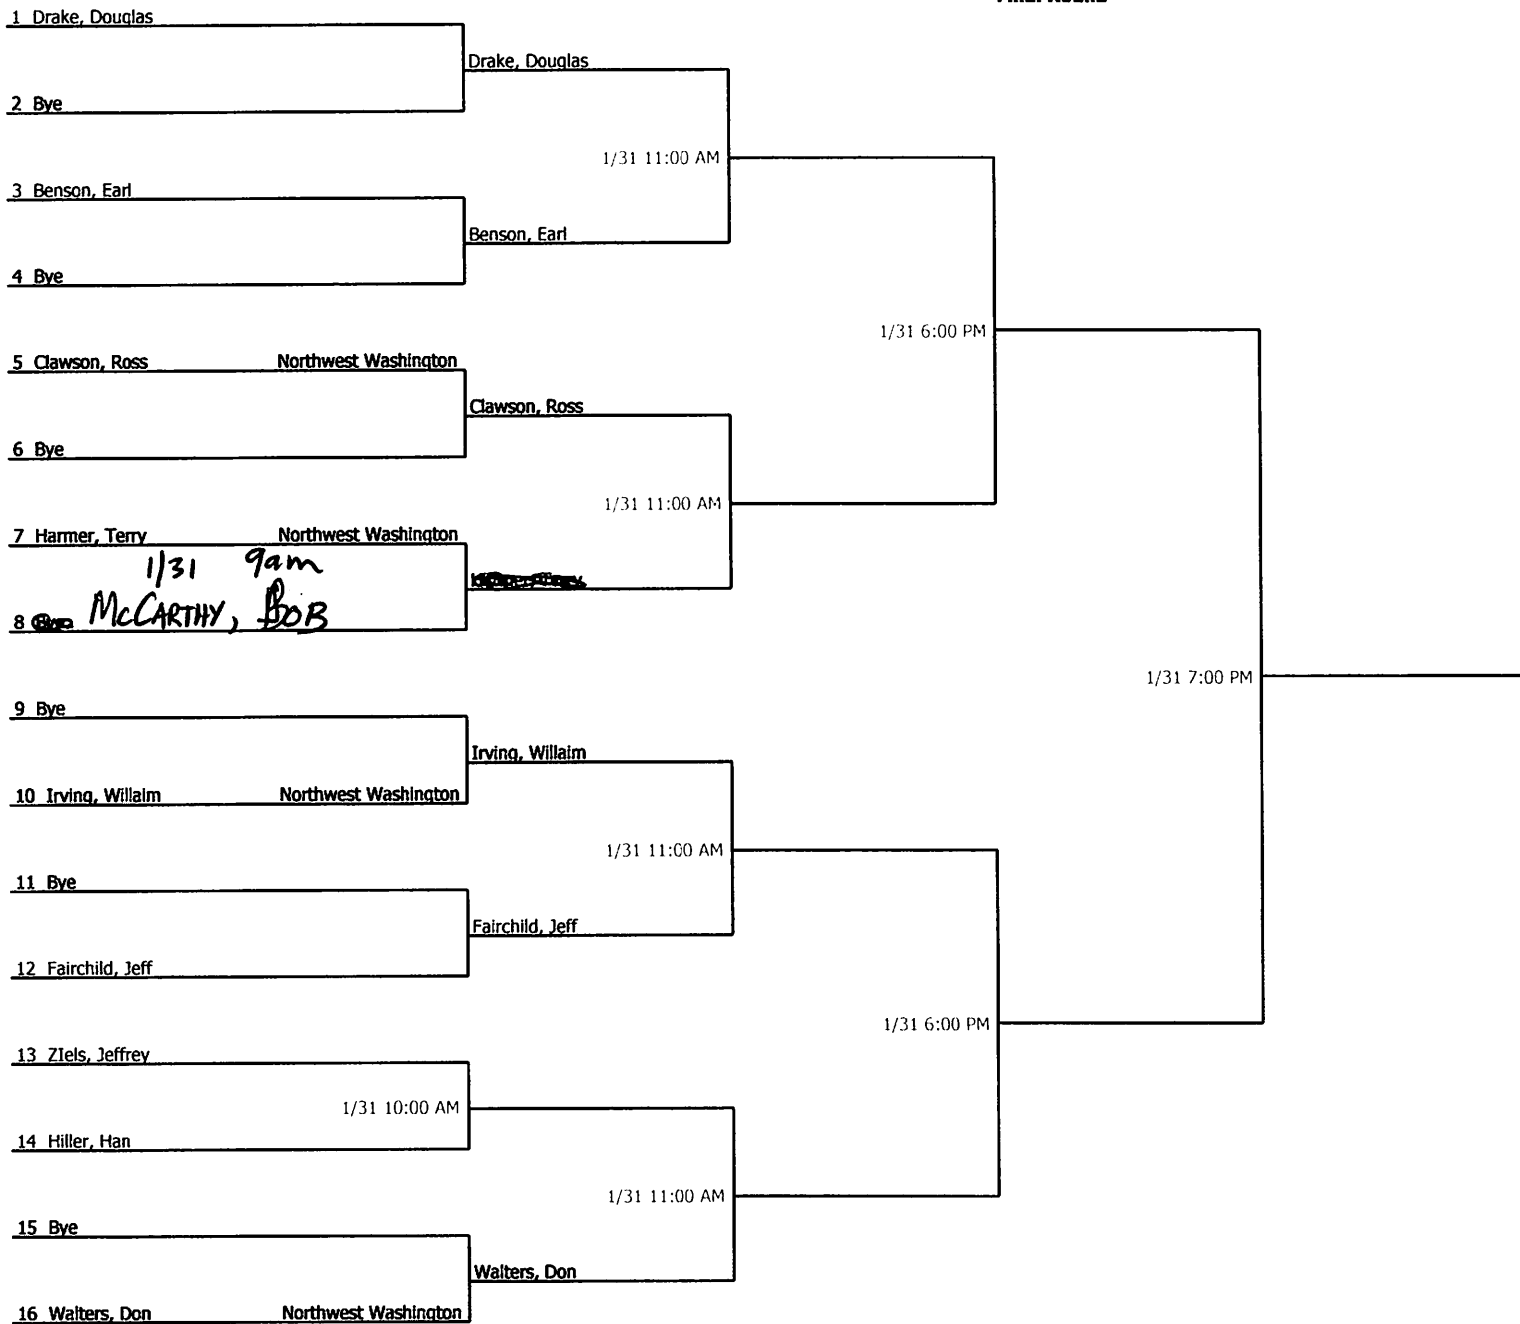 1 Drake, Douglas
Drake, Douglas
2 Bye
1/31 11:00 AM
3 Benson, Earl
Benson, Earl
4 Bye
1/31 6:00 PM
5 Clawson, Ross Northwest Washington
Clawson, Ross
6 Bye
1/31 11:00 AM
7 Harmer, Terry Northwest Washington
1/31 9am
8 McCARTHY, BOB
1/31 7:00 PM
9 Bye
Irving, Willaim
10 Irving, Willaim Northwest Washington
1/31 11:00 AM
11 Bye
Fairchild, Jeff
12 Fairchild, Jeff
1/31 6:00 PM
13 ZIels, Jeffrey
1/31 10:00 AM
14 Hiller, Han
1/31 11:00 AM
15 Bye
Walters, Don
16 Walters, Don Northwest Washington